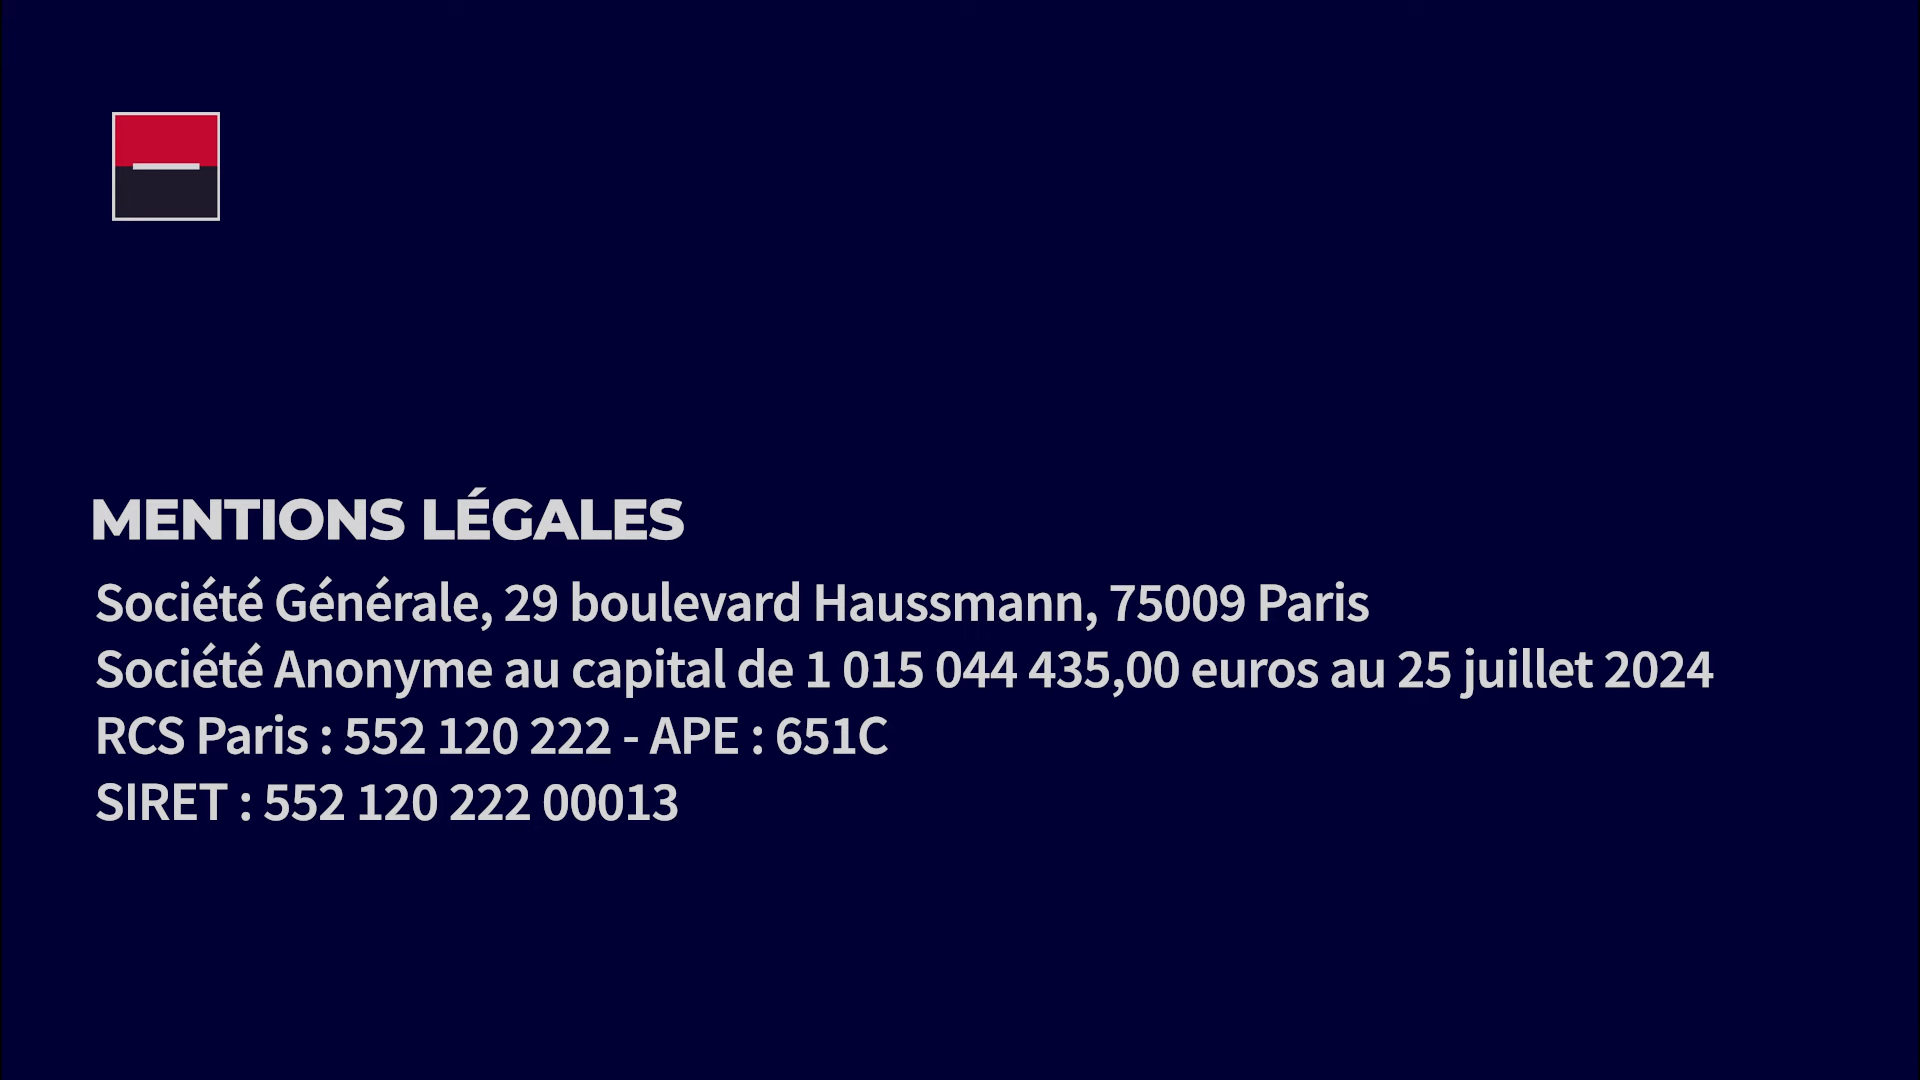 MENTIONS LÉGALES
Société Générale, 29 boulevard Haussmann, 75009 Paris
Société Anonyme au capital de 1 015 044 435,00 euros au 25 juillet 2024
RCS Paris : 552 120 222 - APE : 651C
SIRET : 552 120 222 00013